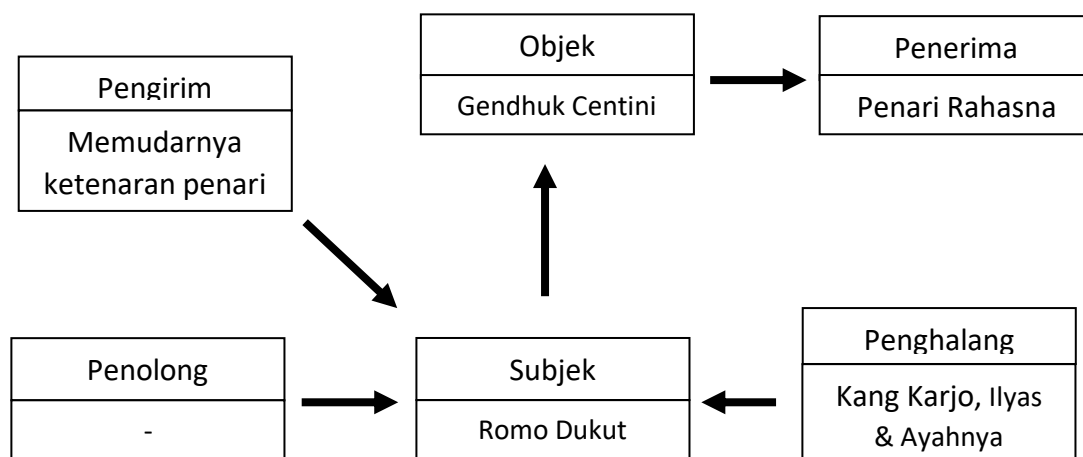 Objek
Gendhuk Centini
Penerima
Penari Rahasna
Pengirim
Memudarnya
ketenaran penari
Penolong
-
Subjek
Romo Dukut
Penghalang
Kang Karjo, Ilyas
& Ayahnya